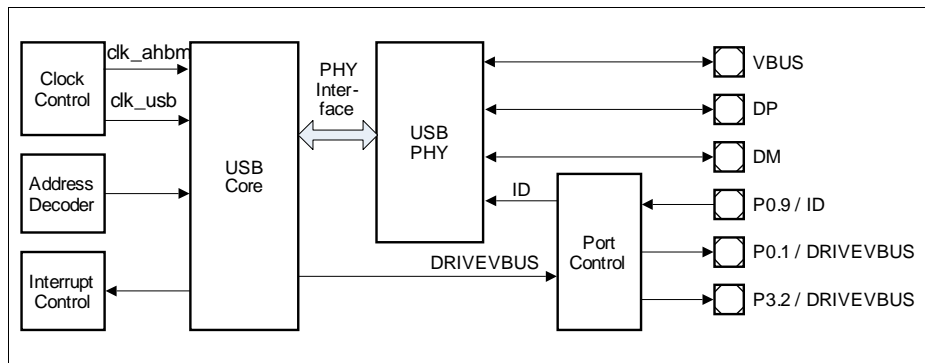 Clock
Control
clk_ahbm
clk_usb
Address
Decoder
Interrupt
Control
USB
Core
PHY
Inter-
face
USB
PHY
ID
DRIVEVBUS
Port
Control
VBUS
DP
DM
P0.9 / ID
P0.1 / DRIVEVBUS
P3.2 / DRIVEVBUS